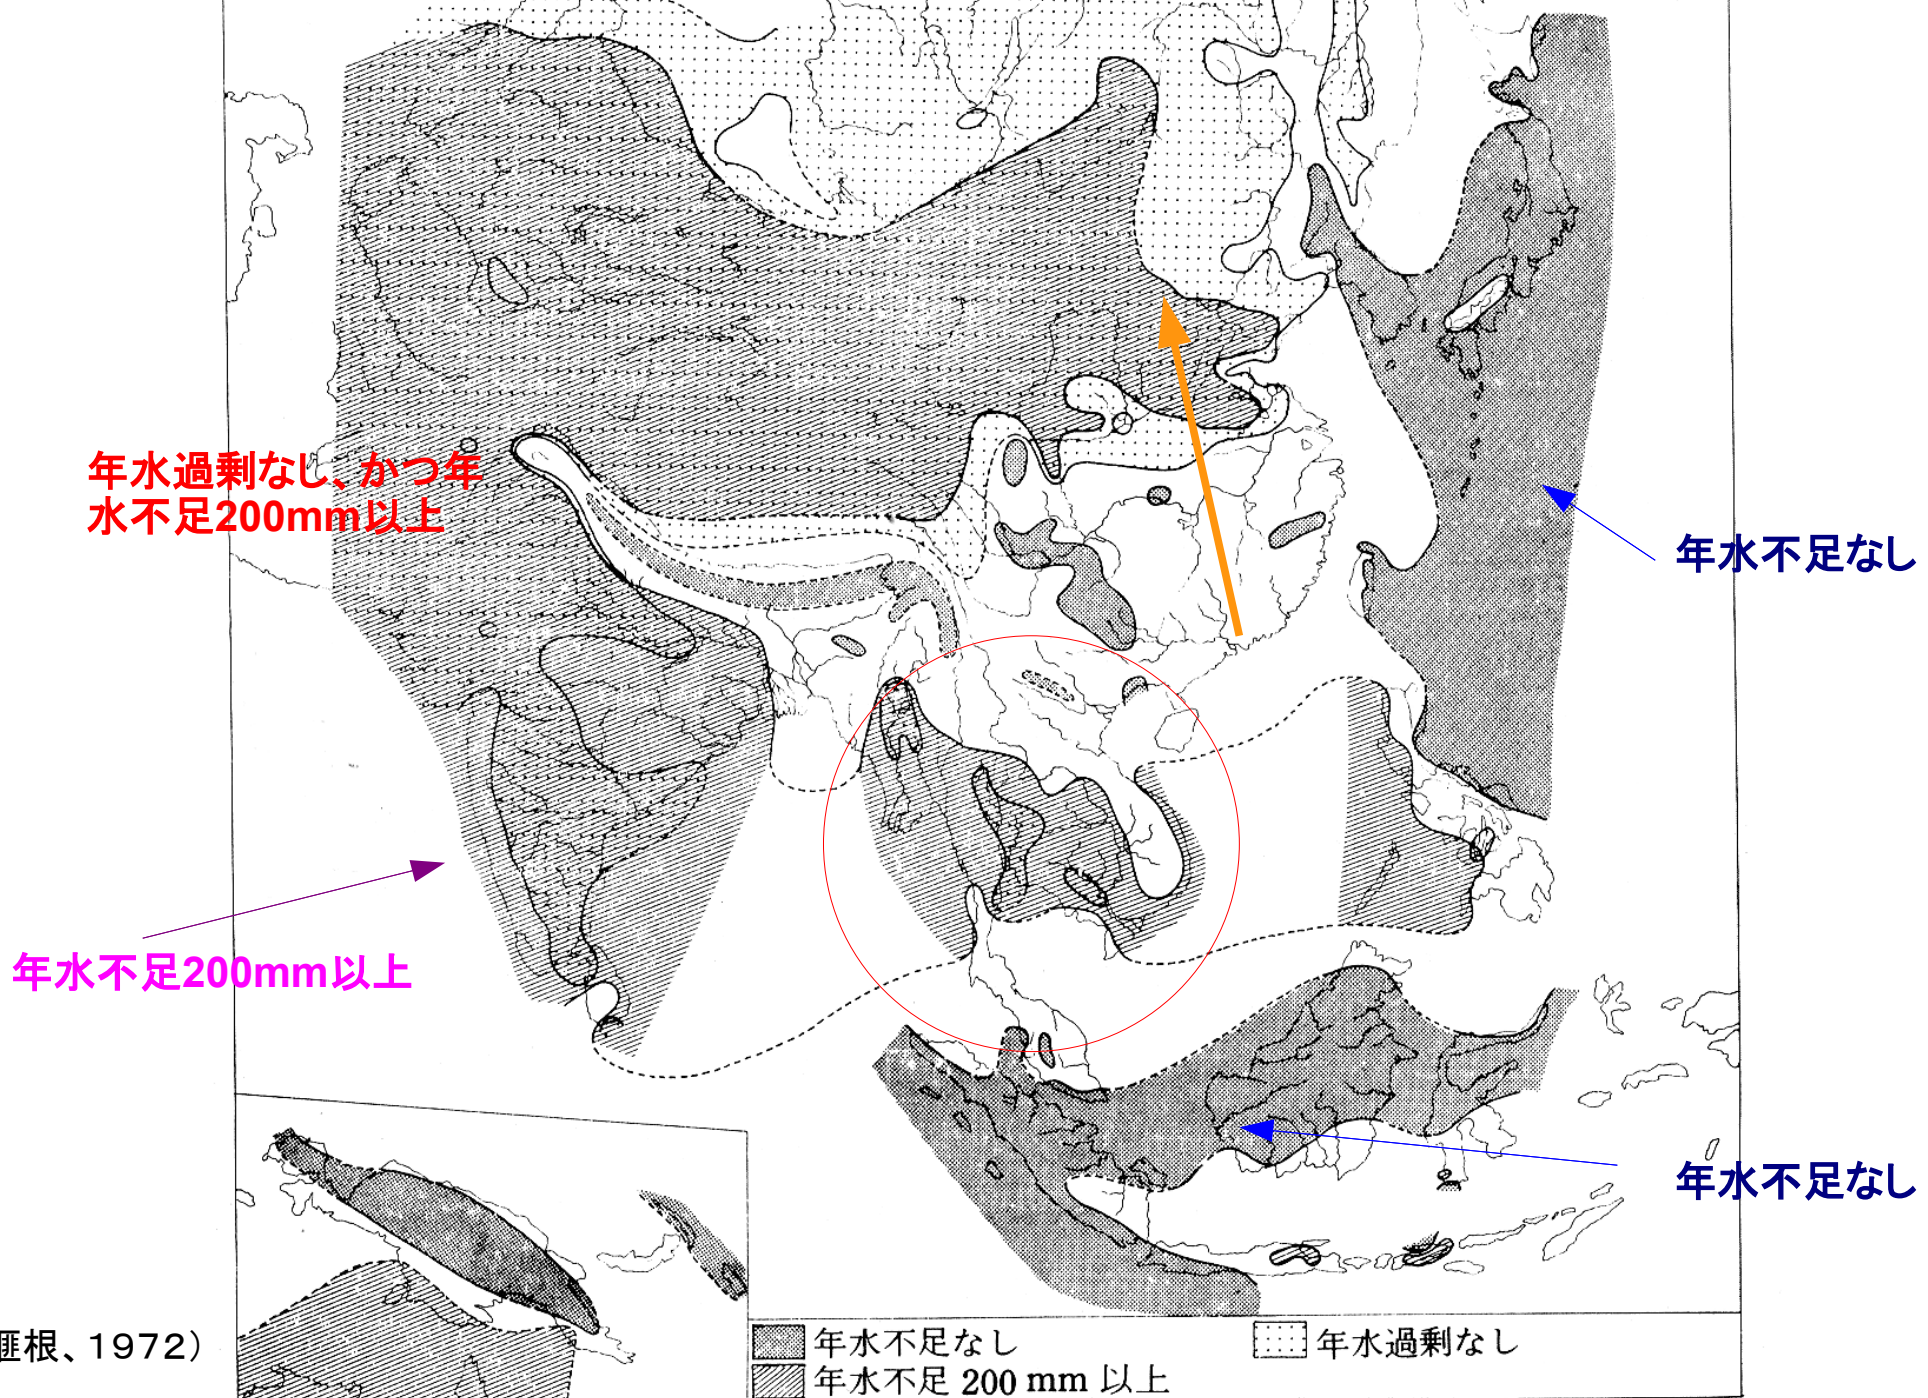 年水過剰なし、かつ年
水不足200mm以上
年水不足なし
年水不足200mm以上
年水不足なし
榧根、1972）
年水不足なし
年水過剰なし
年水不足 200 mm 以上